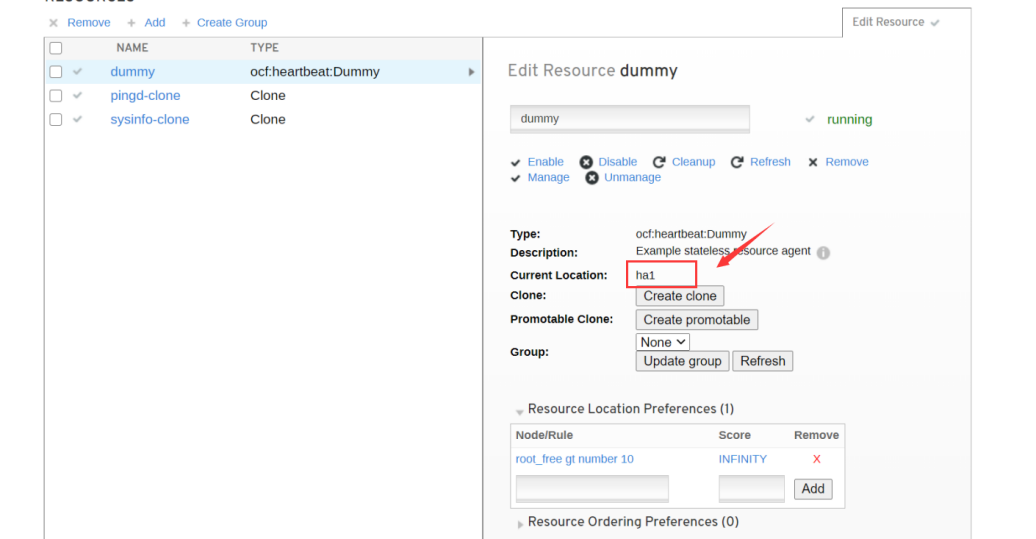 Remove Add Create Group
Edit Resource
NAME TYPE
dummy ocf:heartbeat:Dummy
pingd-clone Clone
sysinfo-clone Clone
Edit Resource dummy
dummy running
Enable Disable Cleanup Refresh Remove
Manage Unmanage
Type: ocf:heartbeat:Dummy
Description: Example stateless resource agent
Current Location: ha1
Clone: Create clone
Promotable Clone: Create promotable
Group: None
Update group Refresh
Resource Location Preferences (1)
Node/Rule Score Remove
root_free gt number 10 INFINITY X
Add
Resource Ordering Preferences (0)